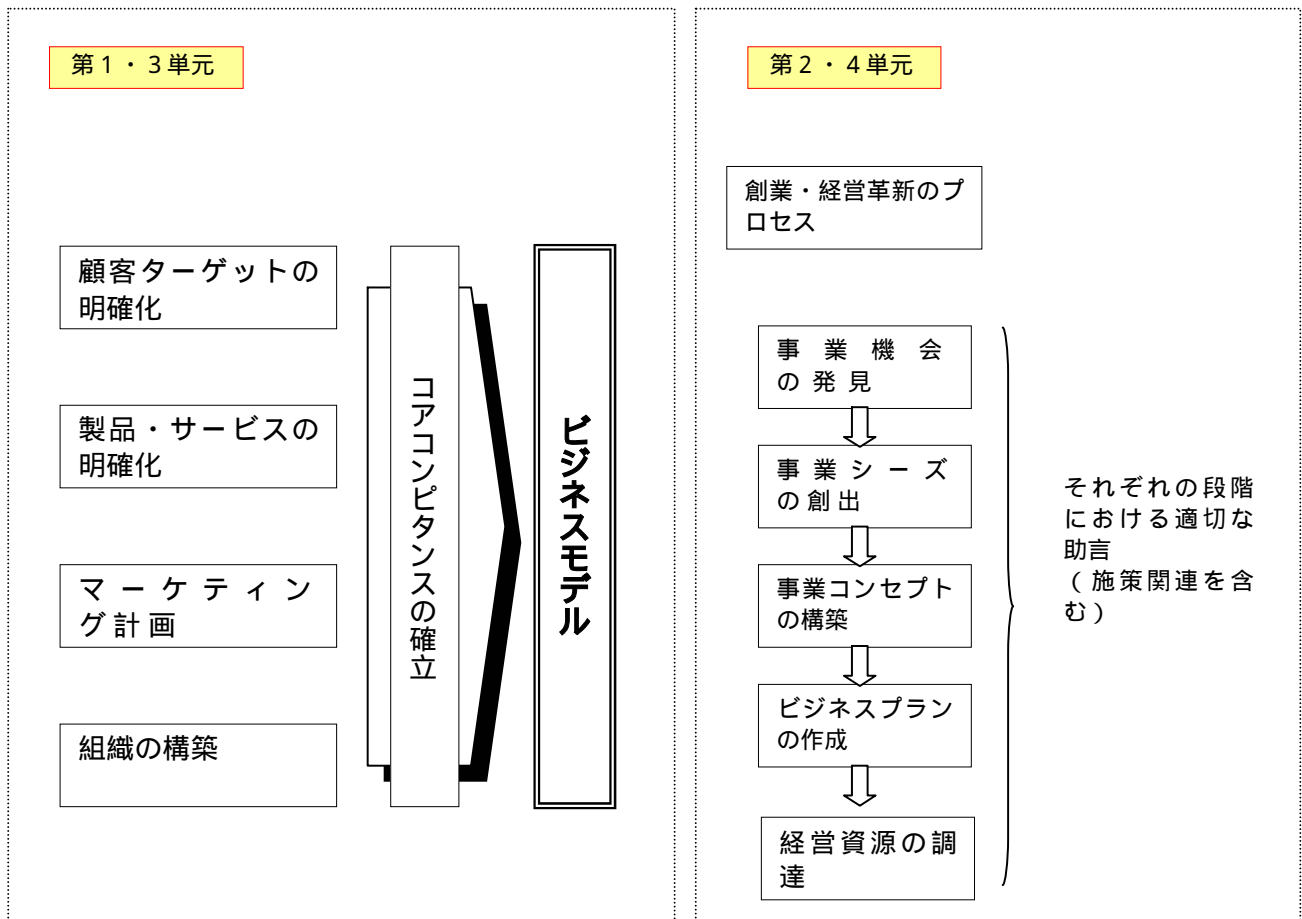 第1・3単元
顧客ターゲットの
明確化
製品・サービスの
明確化
マーケティン
グ計画
組織の構築
コアコンピタンスの確立
ビジネスモデル
第2・4単元
創業・経営革新のプ
ロセス
事業機会
の発見
事業シーズ
の創出
事業コンセプト
の構築
ビジネスプラン
の作成
経営資源の調
達
それぞれの段階
における適切な
助言
(施策関連を含
む)